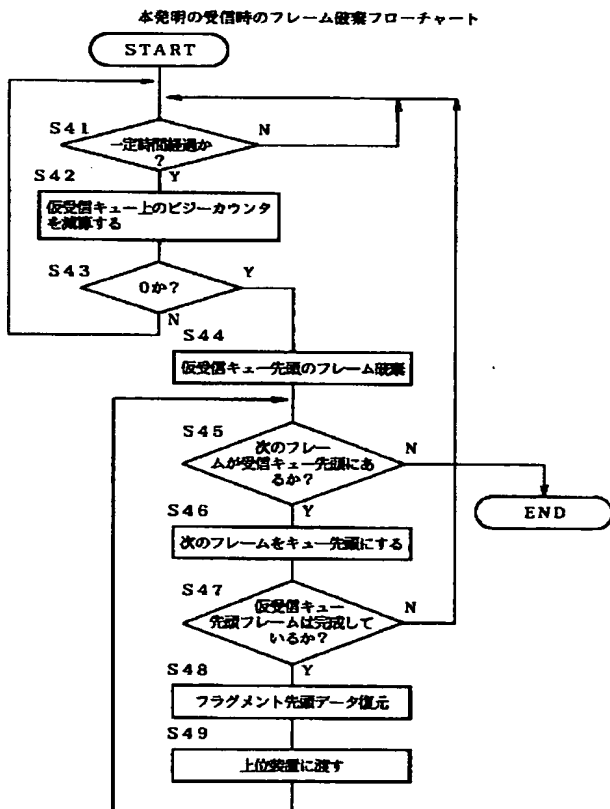 本発明の受信時のフレーム破棄フローチャート
START
S41
一定時間経過か
?
N
Y
S42
仮受信キュー上のビジーカウンタ
を減算する
S43
0か?
Y
N
S44
仮受信キュー先頭のフレーム破棄
S45
次のフレー
ムが受信キュー先頭にあ
るか?
N
Y
END
S46
次のフレームをキュー先頭にする
S47
仮受信キュー
先頭フレームは完成して
いるか?
N
Y
S48
フラグメント先頭データ復元
S49
上位装置に渡す